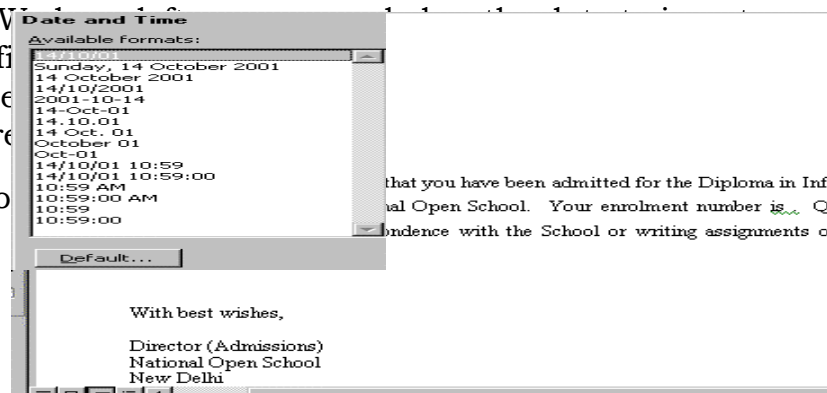 Date and Time
Available formats:
14/10/01
Sunday, 14 October 2001
14 October 2001
14/10/2001
2001-10-14
14-Oct-01
14.10.01
14 Oct. 01
October 01
Oct-01
14/10/01 10:59
14/10/01 10:59:00
10:59 AM
10:59:00 AM
10:59
10:59:00
Default...
that you have been admitted for the Diploma in Inf
nal Open School. Your enrolment number is . Q
ondence with the School or writing assignments o
With best wishes,
Director (Admissions)
National Open School
New Delhi